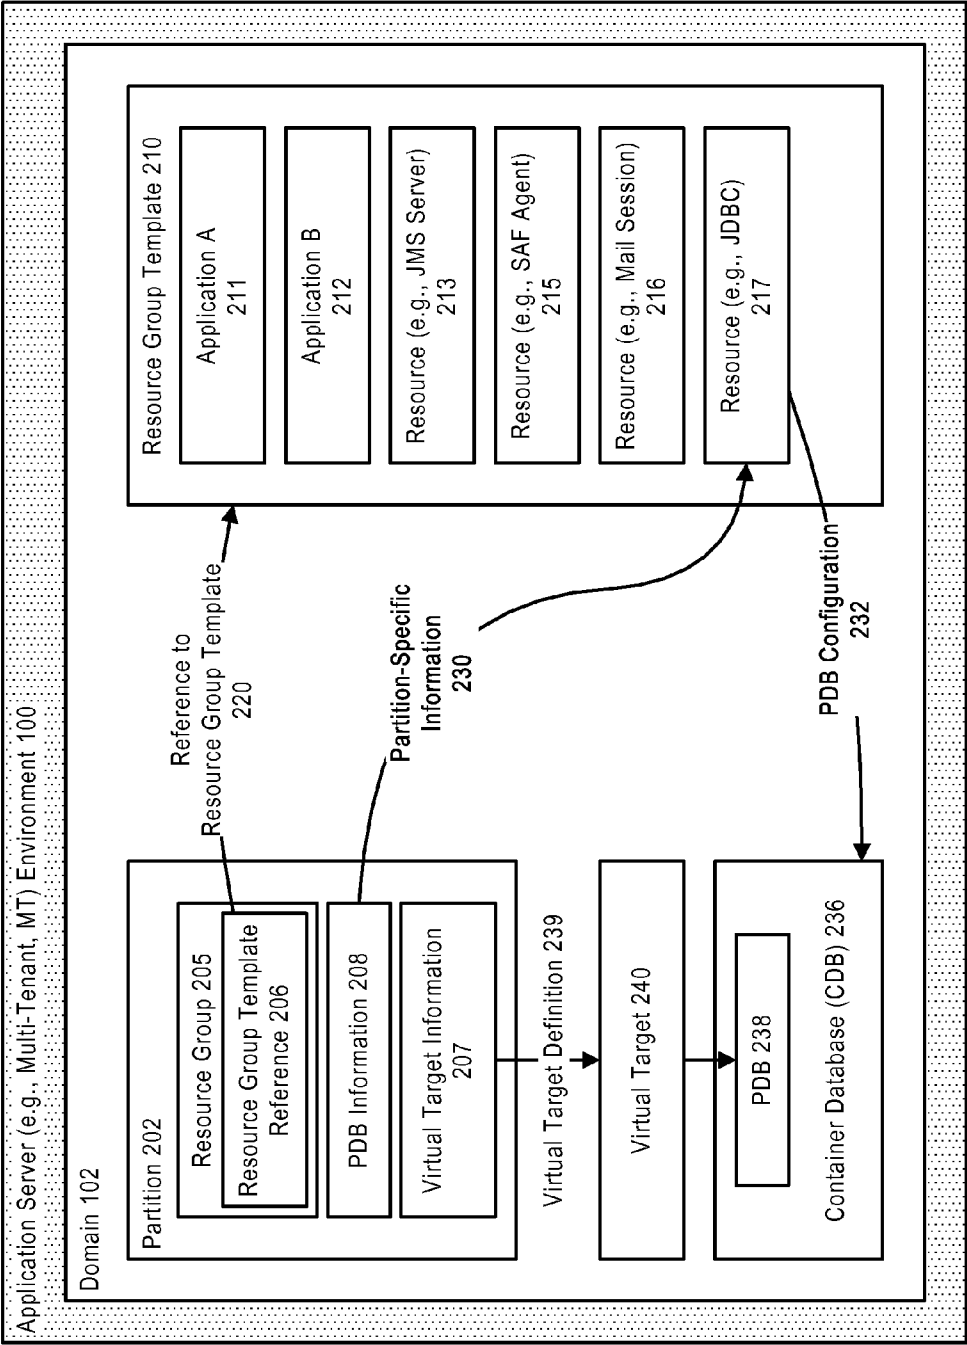 Application Server (e.g., Multi-Tenant, MT) Environment 100
Domain 102
Partition 202
Resource Group 205
Resource Group Template
Reference 206
PDB Information 208
Virtual Target Information
207
Virtual Target Definition 239
Virtual Target 240
PDB 238
Container Database (CDB) 236
Reference to
Resource Group Template
220
Partition-Specific
Information
230
PDB Configuration
232
Resource Group Template 210
Application A
211
Application B
212
Resource (e.g., JMS Server)
213
Resource (e.g., SAF Agent)
215
Resource (e.g., Mail Session)
216
Resource (e.g., JDBC)
217